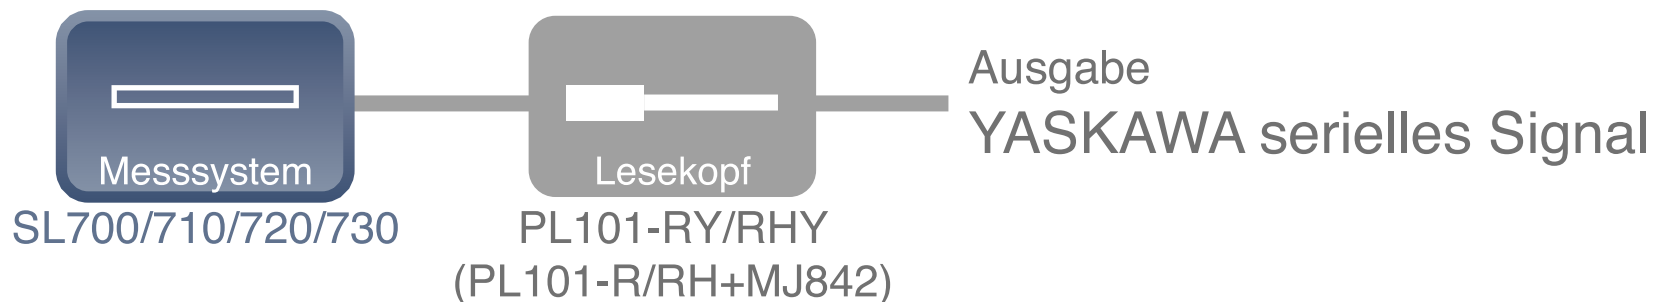 Messsystem
SL700/710/720/730
Lesekopf
PL101-RY/RHY
(PL101-R/RH+MJ842)
Ausgabe
YASKAWA serielles Signal